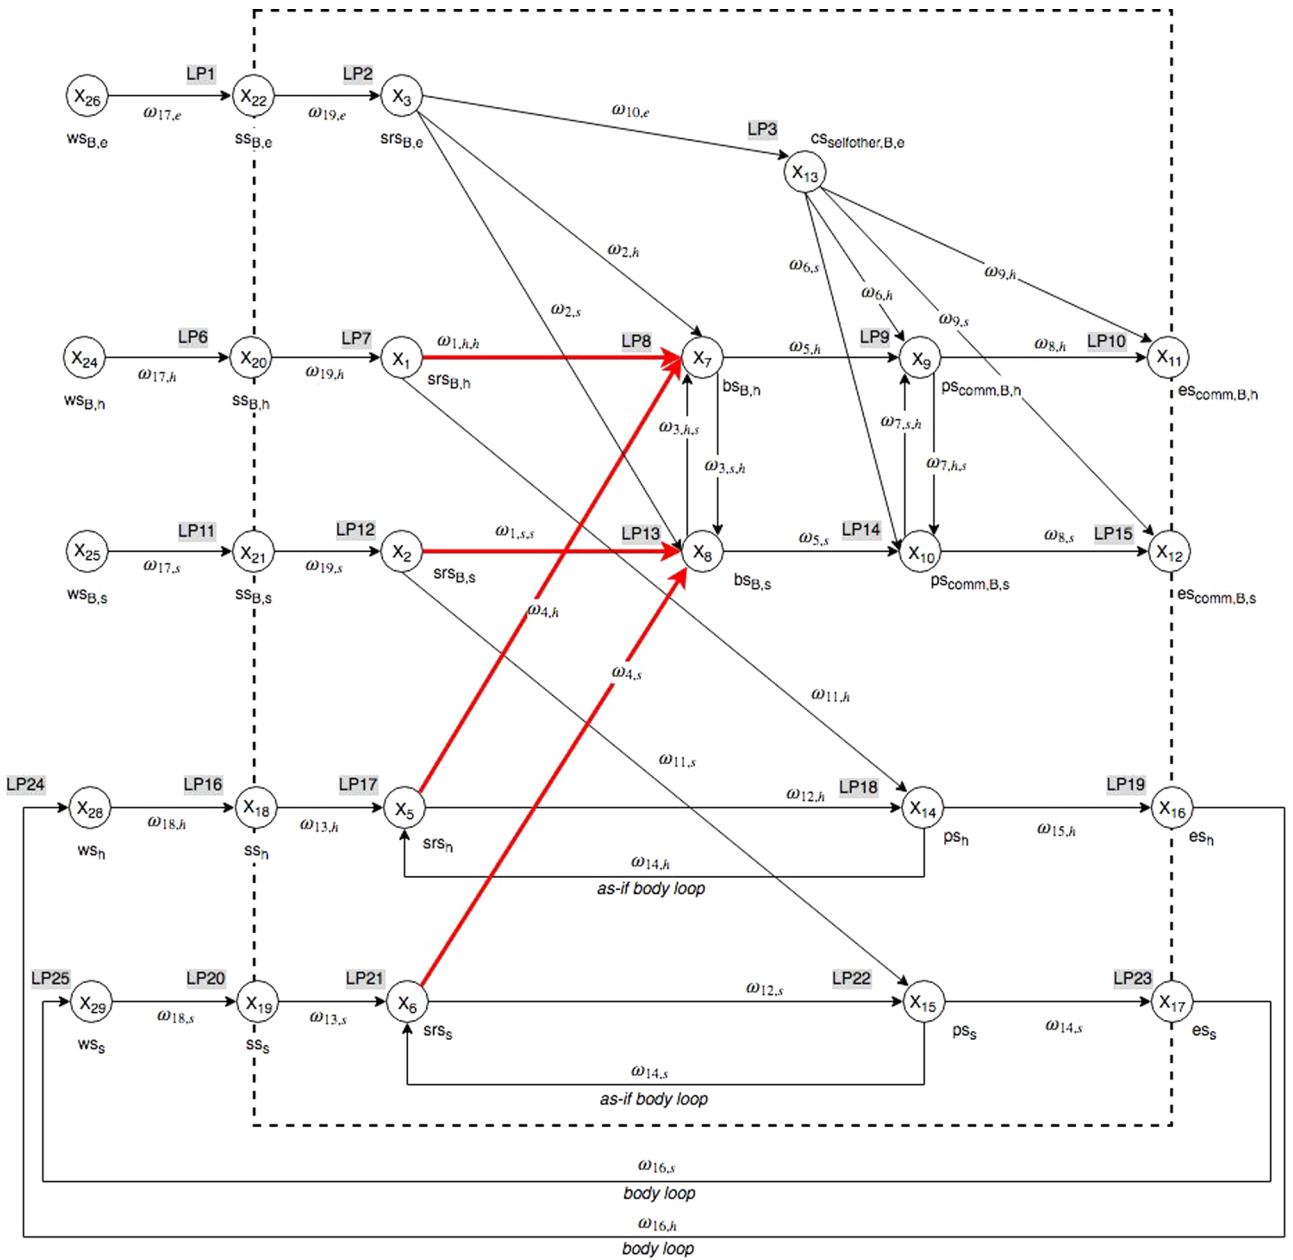 LP1 LP2
X26 ω17,e X22 ω19,e X3 ω10,e LP3 csselfother,B,e
wsB,e ssB,e srsB,e X13
ω2,h ω6,s ω9,h
ω2,s ω6,h ω9,s
LP6 LP7 ω1,h,h LP8 ω5,h LP9 ω8,h LP10
X24 ω17,h X20 ω19,h X1 X7 X9 X11
wsB,h ssB,h srsB,h bsB,h pscomm,B,h escomm,B,h
ω3,h,s ω7,s,h
ω3,s,h ω7,h,s
LP11 LP12 ω1,s,s LP13 ω5,s LP14 ω8,s LP15
X25 ω17,s X21 ω19,s X2 X8 X10 X12
wsB,s ssB,s srsB,s bsB,s pscomm,B,s escomm,B,s
ω4,h
ω4,s ω11,h
ω11,s
LP24 LP16 LP17 ω12,h LP18 LP19
X28 ω18,h X18 ω13,h X5 X14 ω15,h X16
wsh ssh srsh psh esh
ω14,h
as-if body loop
LP25 LP20 LP21 ω12,s LP22 LP23
X29 ω18,s X19 ω13,s X6 X15 ω14,s X17
wss sss srss pss ess
ω14,s
as-if body loop
ω16,s
body loop
ω16,h
body loop